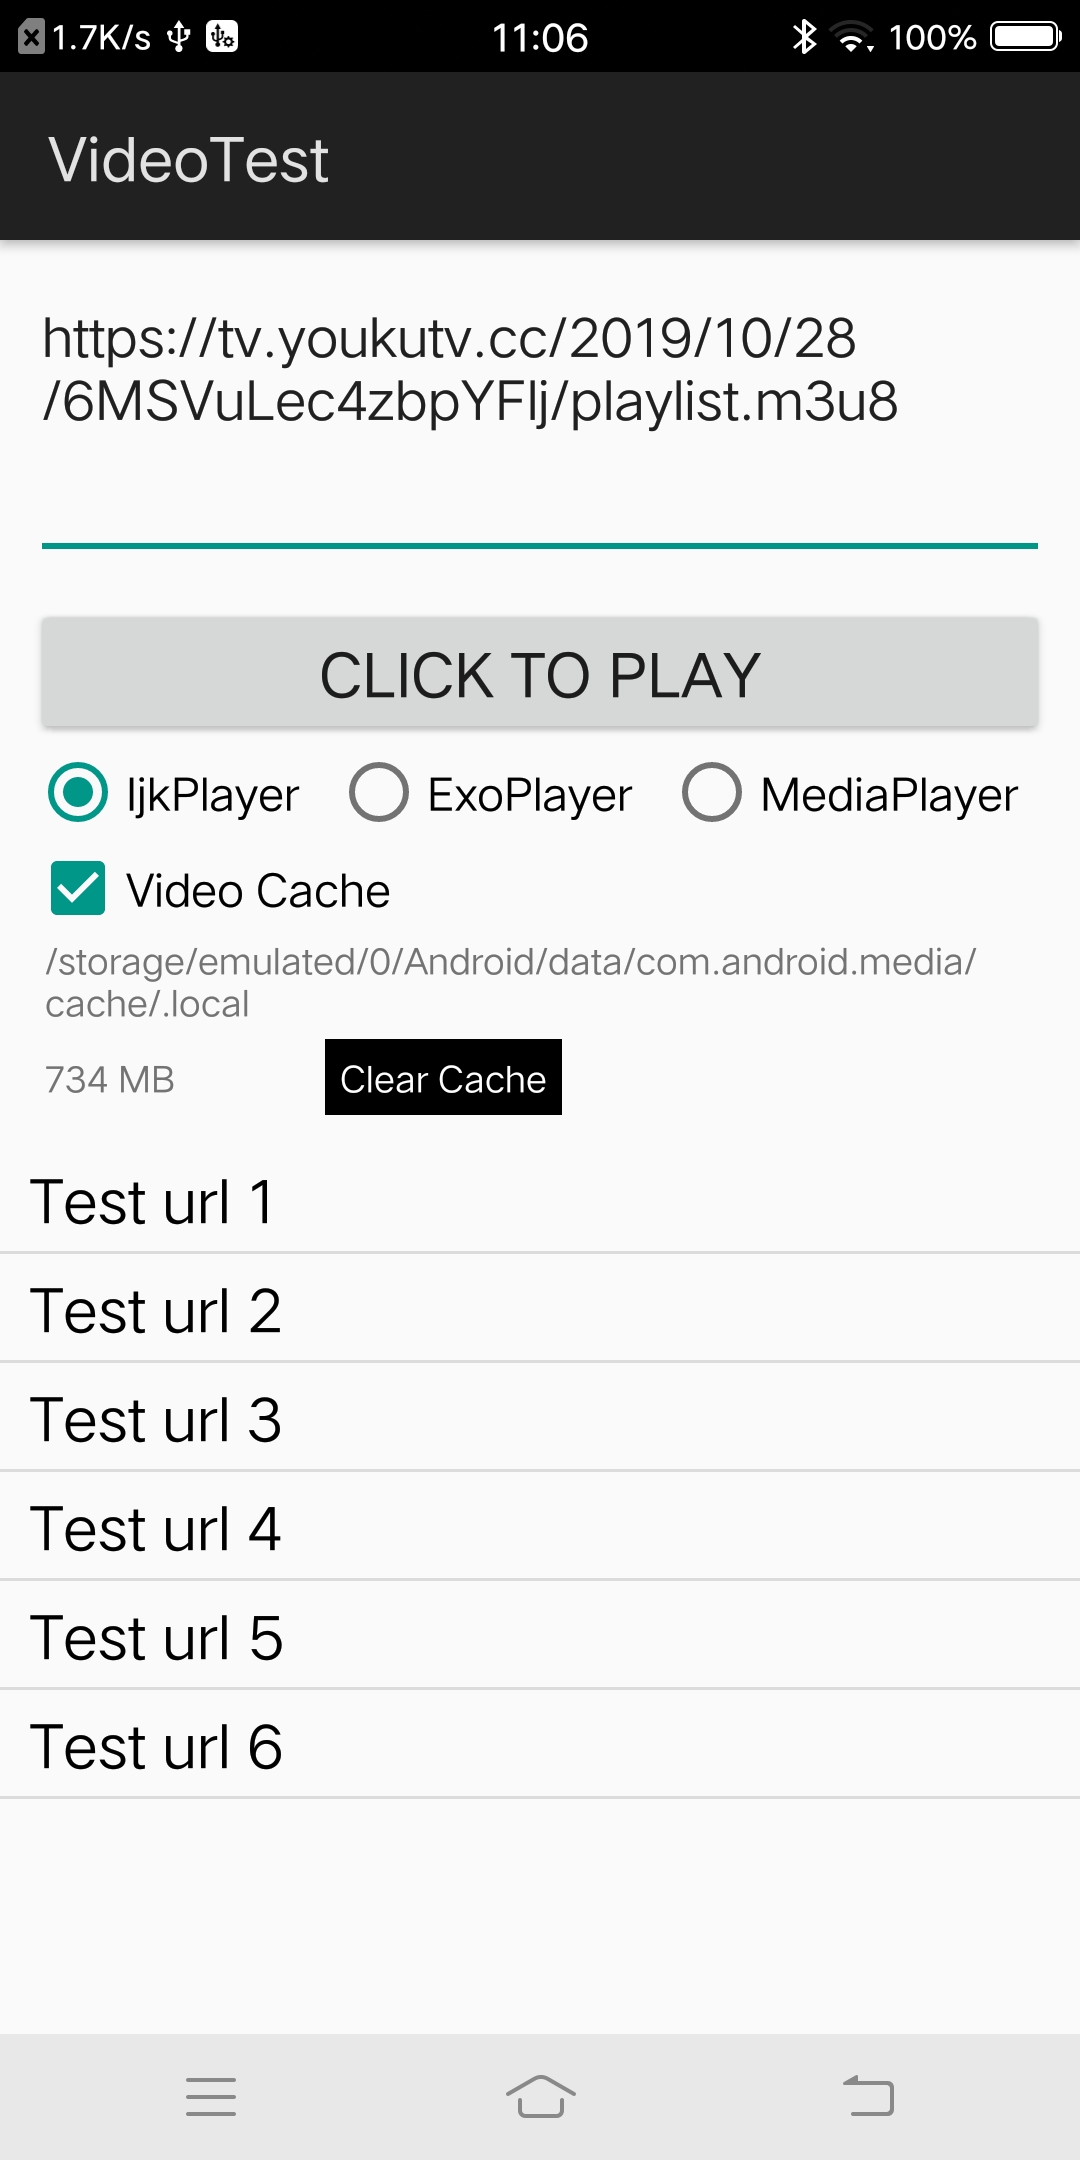 1.7K/s 11:06 100%
VideoTest
https://tv.youkutv.cc/2019/10/28
/6MSVuLec4zbpYFlj/playlist.m3u8
CLICK TO PLAY
IjkPlayer ExoPlayer MediaPlayer
Video Cache
/storage/emulated/0/Android/data/com.android.media/
cache/.local
734 MB Clear Cache
Test url 1
Test url 2
Test url 3
Test url 4
Test url 5
Test url 6